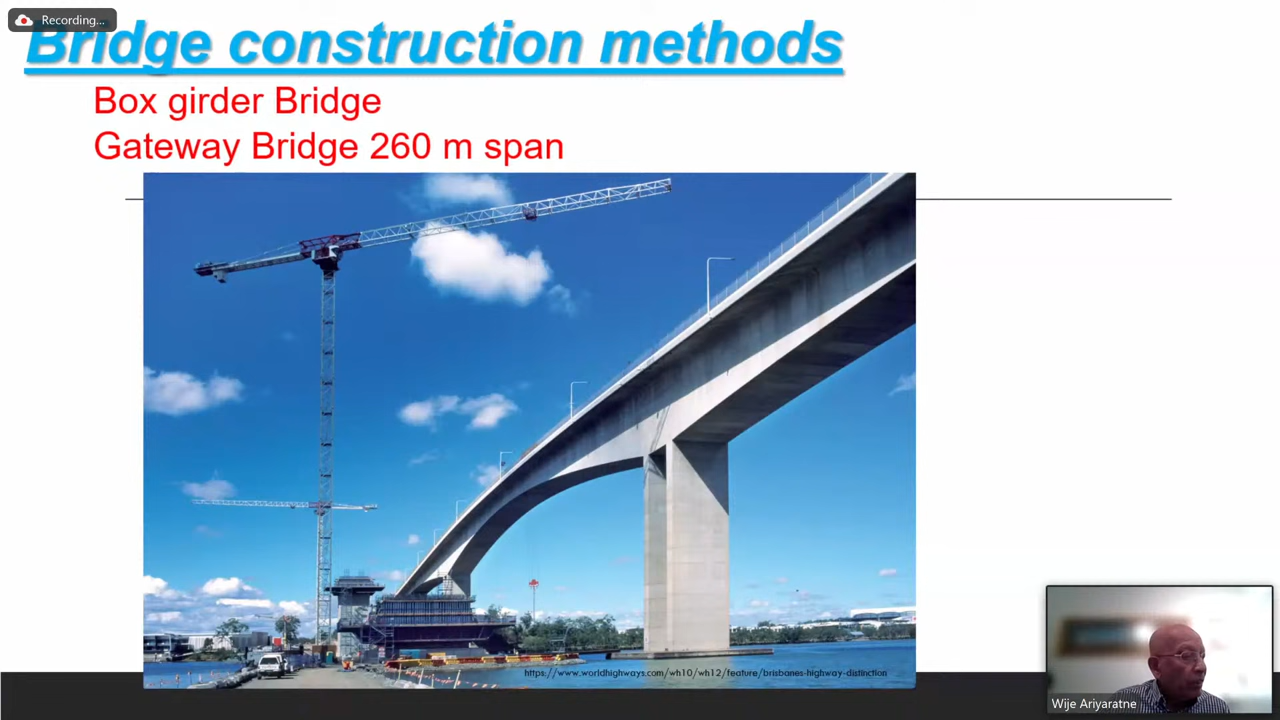 Recording...
Bridge construction methods
Box girder Bridge
Gateway Bridge 260 m span
https://www.worldhighways.com/wh10/wh12/feature/brisbanes-highway-distinction
Wije Ariyaratne